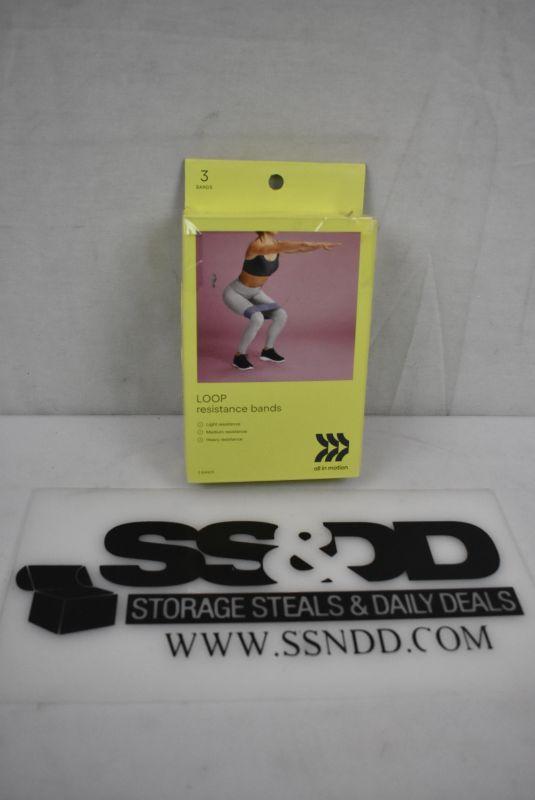 3
BANDS
LOOP
resistance bands
Light resistance
Medium resistance
Heavy resistance
all in motion
SS&DD
STORAGE STEALS & DAILY DEALS
WWW.SSNDD.COM